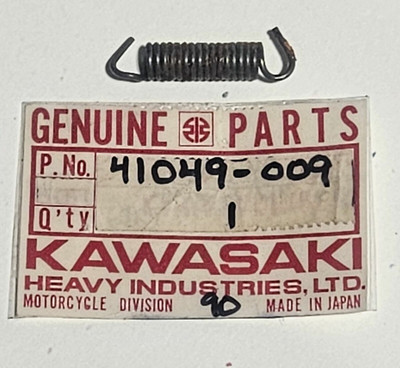 GENUINE PARTS
P. No. 41049-009
Q'ty 1
KAWASAKI
HEAVY INDUSTRIES, LTD.
MOTORCYCLE DIVISION 90 MADE IN JAPAN